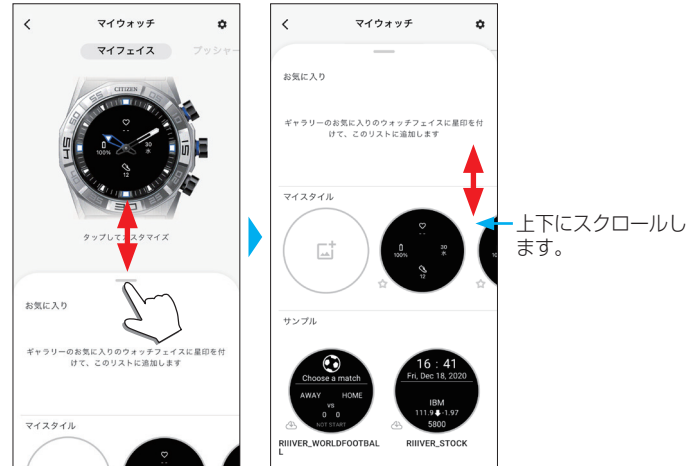 マイウォッチ
マイフェイス
プッシャー
CITIZEN
55
05
45
15
30
100%
30
水
12
タップしてカスタマイズ
お気に入り
ギャラリーのお気に入りのウォッチフェイスに星印を付
けて、このリストに追加します
マイスタイル
マイウォッチ
お気に入り
ギャラリーのお気に入りのウォッチフェイスに星印を付
けて、このリストに追加します
マイスタイル
100%
30
水
12
サンプル
Choose a match
AWAY HOME
vs
0 0
NOT START
RIIIVER_WORLDFOOTBAL
L
16 : 41
Fri, Dec 18, 2020
IBM
111.9 -1.97
5800
RIIIVER_STOCK
上下にスクロールし
ます。